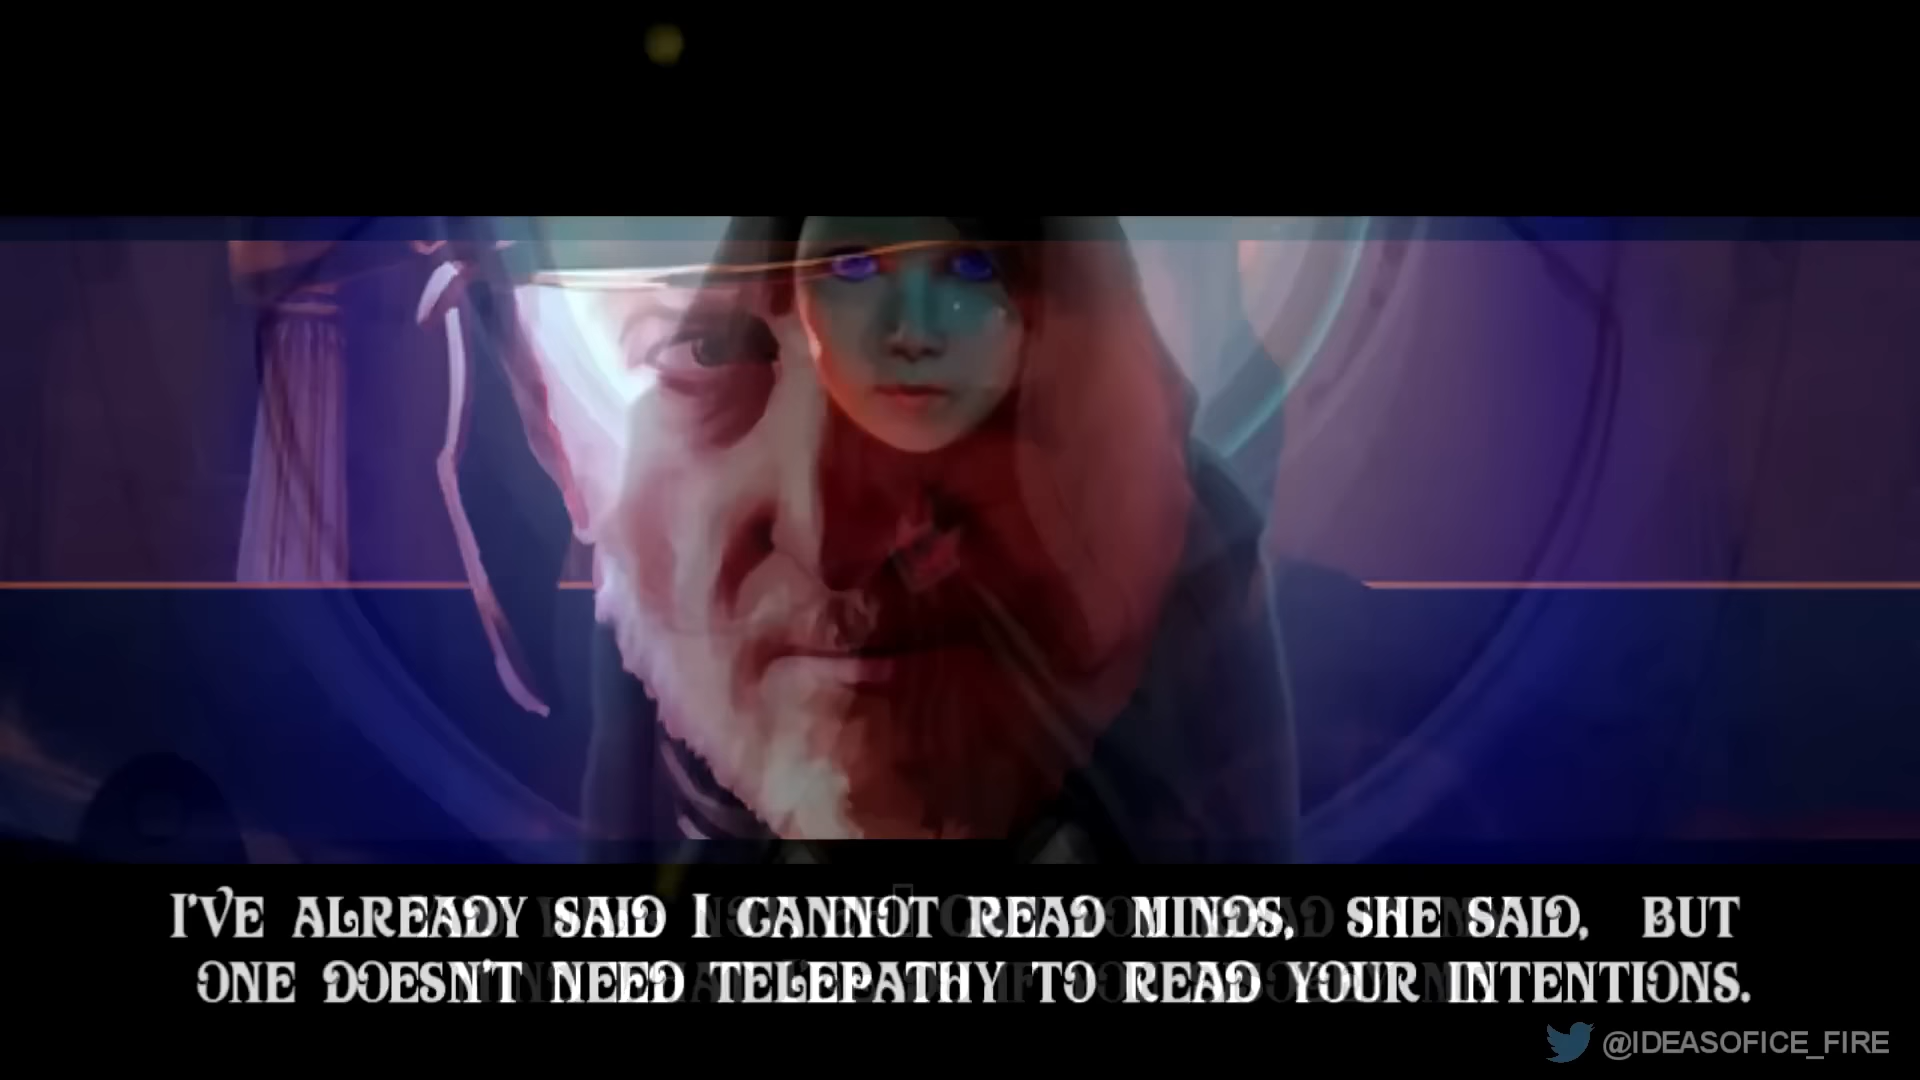 I'VE ALREADY SAID I CANNOT READ MINDS, SHE SAID, BUT
ONE DOESN'T NEED TELEPATHY TO READ YOUR INTENTIONS.
@IDEASOFICE_FIRE